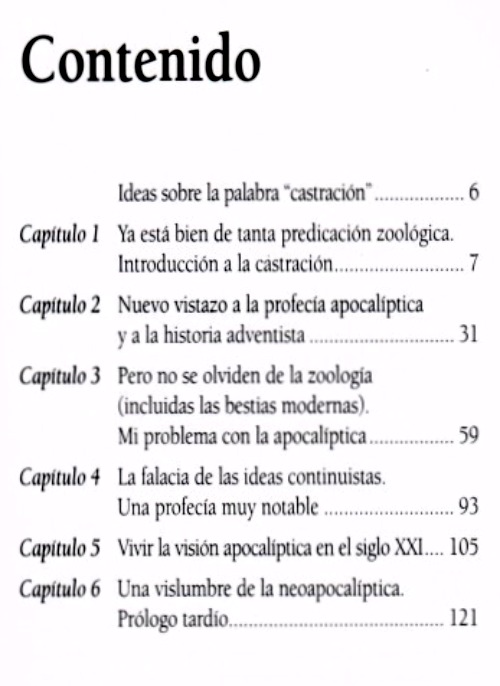 Contenido
Ideas sobre la palabra “castración”.................. 6
Capítulo 1 Ya está bien de tanta predicación zoológica.
Introducción a la castración.......................... 7
Capítulo 2 Nuevo vistazo a la profecía apocalíptica
y a la historia adventista ............................. 31
Capítulo 3 Pero no se olviden de la zoología
(incluidas las bestias modernas).
Mi problema con la apocalíptica................. 59
Capítulo 4 La falacia de las ideas continuistas.
Una profecía muy notable .......................... 93
Capítulo 5 Vivir la visión apocalíptica en el siglo XXI.... 105
Capítulo 6 Una vislumbre de la neoapocalíptica.
Prólogo tardío........................................... 121